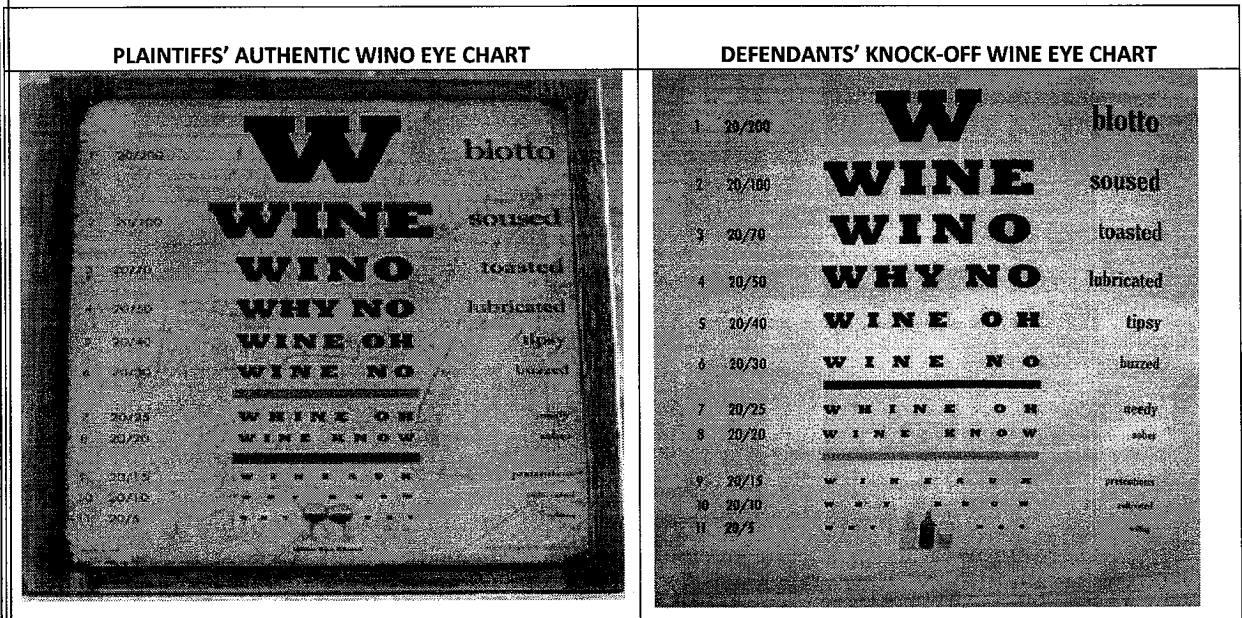 PLAINTIFFS' AUTHENTIC WINO EYE CHART
20/200 W blotto
20/100 WINE soused
3 20/70 WINO toasted
4 20/50 WHY NO lubricated
5 20/40 WINE OH tipsy
6 20/30 WINE NO buzzed
7 20/25 WHINE OH
8 20/20 WINE KNOW sober
20/15
10 20/10
20/5
DEFENDANTS' KNOCK-OFF WINE EYE CHART
1 20/200 W blotto
2 20/100 WINE soused
3 20/70 WINO toasted
4 20/50 WHY NO lubricated
5 20/40 WINE OH tipsy
6 20/30 WINE NO buzzed
7 20/25 WHINE OH needy
8 20/20 WINE KNOW sober
9 20/15 pretentious
10 20/10
11 20/5